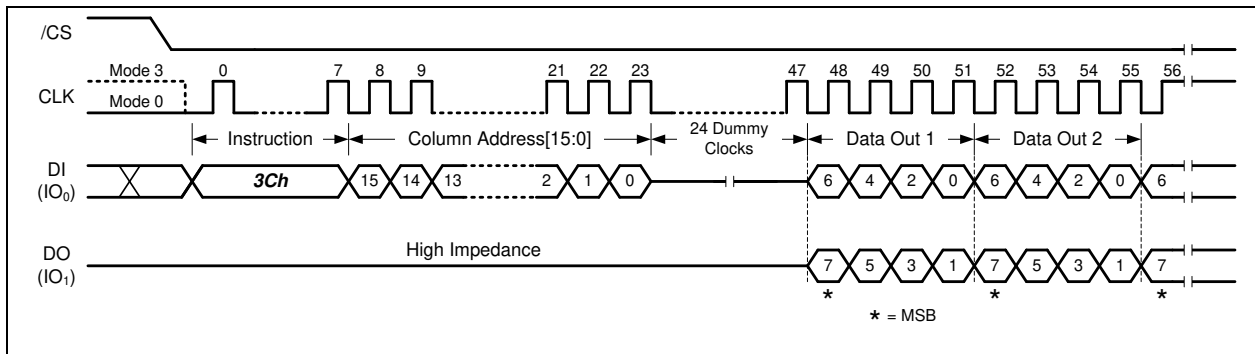 /CS
Mode 3
0 7 8 9 21 22 23 47 48 49 50 51 52 53 54 55 56
CLK
Mode 0
Instruction
Column Address[15:0]
24 Dummy
Clocks
Data Out 1
Data Out 2
DI
(IO0)
3Ch
15 14 13 2 1 0 6 4 2 0 6 4 2 0 6
High Impedance
DO
(IO1)
7 5 3 1 7 5 3 1 7
* * *
* = MSB